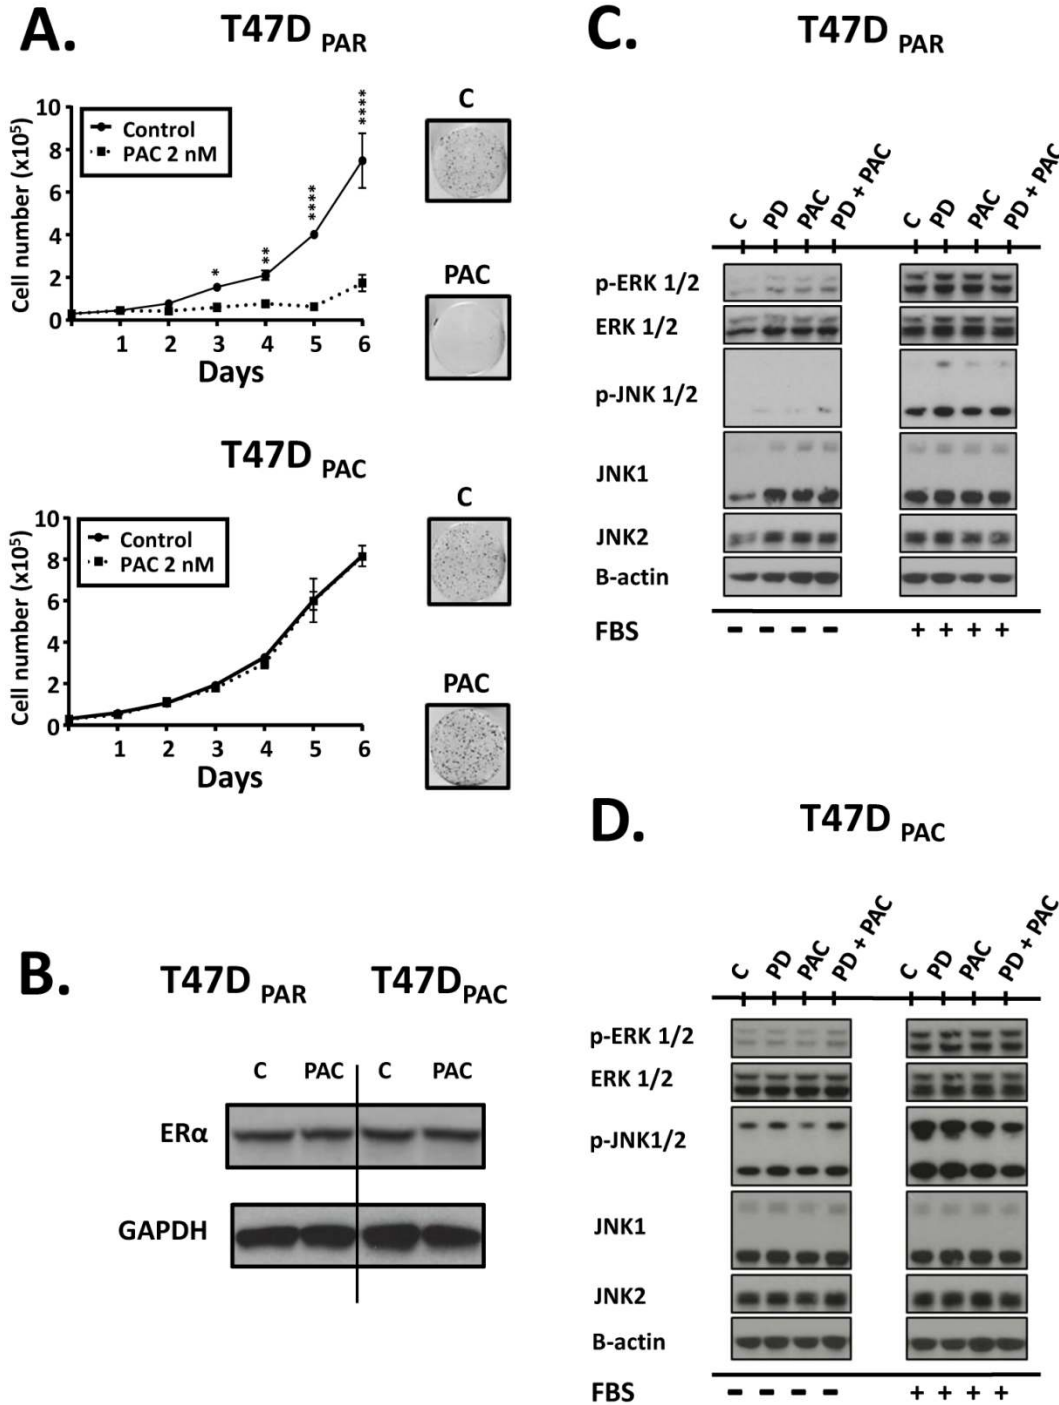 A.
T47D PAR
10
8
6
4
2
0
Cell number (x10⁵)
Control
PAC 2 nM
*
**
****
****
1 2 3 4 5 6
Days
C
PAC
T47D PAC
10
8
6
4
2
0
Cell number (x10⁵)
Control
PAC 2 nM
1 2 3 4 5 6
Days
C
PAC
B.
T47D PAR T47D PAC
C PAC C PAC
ERα
GAPDH
C.
T47D PAR
C PD PAC PD + PAC C PD PAC PD + PAC
p-ERK 1/2
ERK 1/2
p-JNK 1/2
JNK1
JNK2
B-actin
FBS - - - - + + + +
D.
T47D PAC
C PD PAC PD + PAC C PD PAC PD + PAC
p-ERK 1/2
ERK 1/2
p-JNK1/2
JNK1
JNK2
B-actin
FBS - - - - + + + +